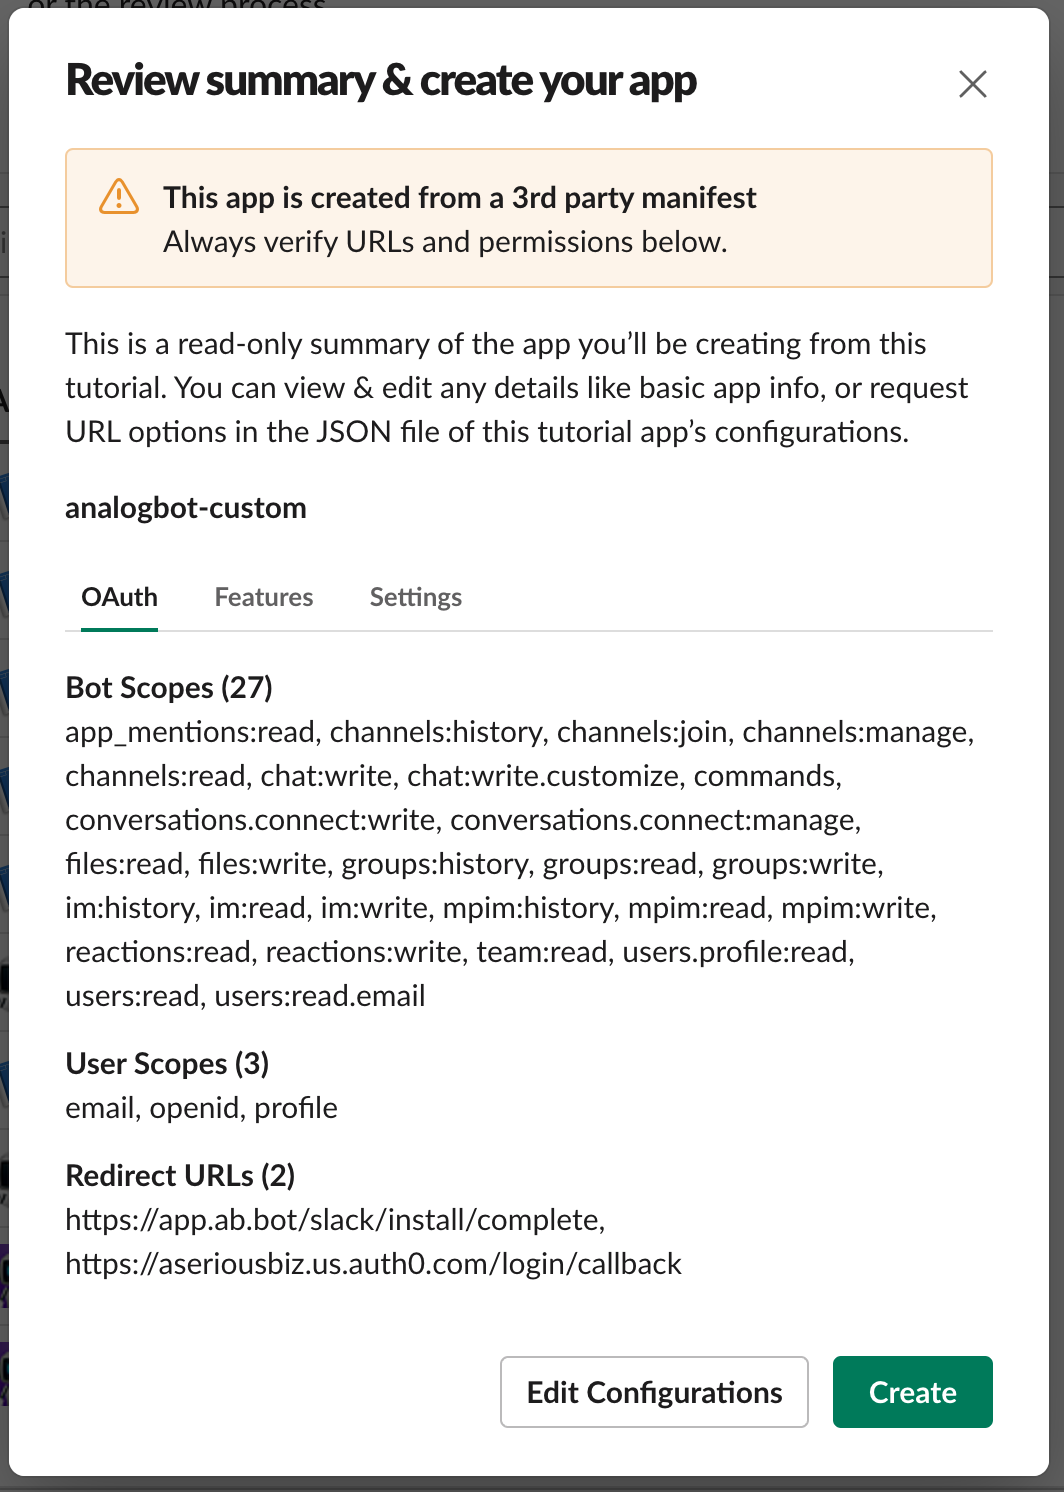 or the review process
Review summary & create your app
This app is created from a 3rd party manifest
Always verify URLs and permissions below.
This is a read-only summary of the app you’ll be creating from this
tutorial. You can view & edit any details like basic app info, or request
URL options in the JSON file of this tutorial app’s configurations.
analogbot-custom
OAuth Features Settings
Bot Scopes (27)
app_mentions:read, channels:history, channels:join, channels:manage,
channels:read, chat:write, chat:write.customize, commands,
conversations.connect:write, conversations.connect:manage,
files:read, files:write, groups:history, groups:read, groups:write,
im:history, im:read, im:write, mpim:history, mpim:read, mpim:write,
reactions:read, reactions:write, team:read, users.profile:read,
users:read, users:read.email
User Scopes (3)
email, openid, profile
Redirect URLs (2)
https://app.ab.bot/slack/install/complete,
https://aseriousbiz.us.auth0.com/login/callback
Edit Configurations Create